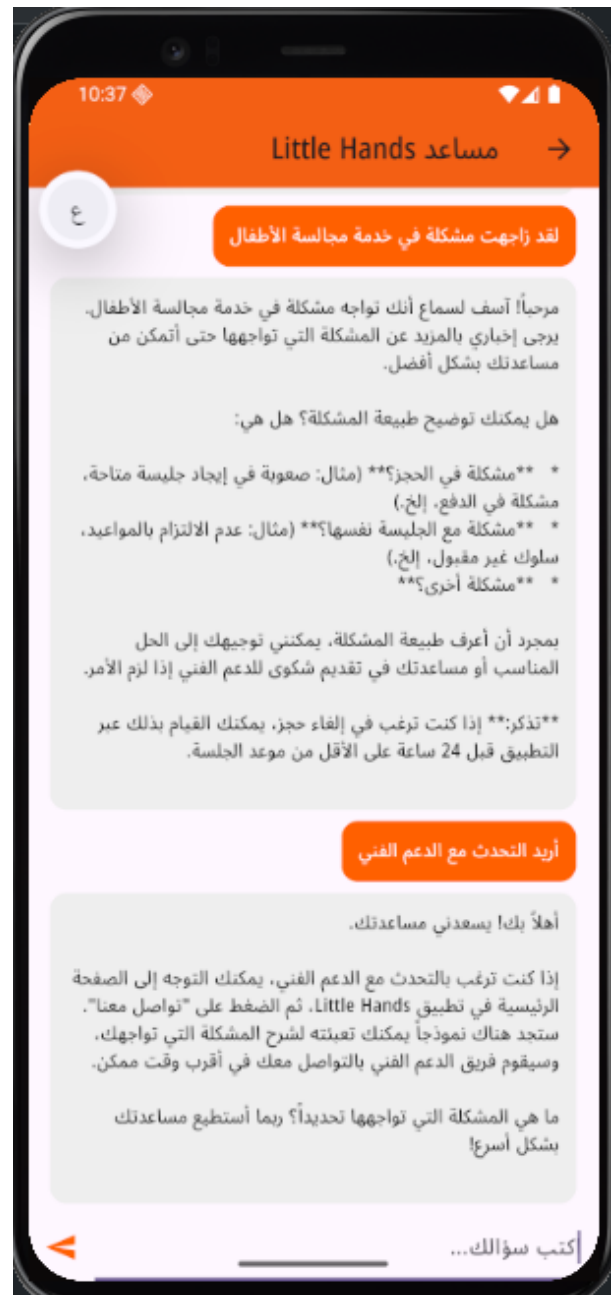 10:37
مساعد Little Hands
ع
لقد زاجهت مشكلة في خدمة مجالسة الأطفال
مرحباً! آسف لسماع أنك تواجه مشكلة في خدمة مجالسة الأطفال.
يرجى إخباري بالمزيد عن المشكلة التي تواجهها حتى أتمكن من
مساعدتك بشكل أفضل.
هل يمكنك توضيح طبيعة المشكلة؟ هل هي:
* **مشكلة في الحجز؟** (مثال: صعوبة في إيجاد جليسة متاحة،
مشكلة في الدفع، إلخ.)
* **مشكلة مع الجليسة نفسها؟** (مثال: عدم الالتزام بالمواعيد،
سلوك غير مقبول، إلخ.)
* **مشكلة أخرى؟**
بمجرد أن أعرف طبيعة المشكلة، يمكنني توجيهك إلى الحل
المناسب أو مساعدتك في تقديم شكوى للدعم الفني إذا لزم الأمر.
**تذكر:** إذا كنت ترغب في إلغاء حجز، يمكنك القيام بذلك عبر
التطبيق قبل 24 ساعة على الأقل من موعد الجلسة.
أريد التحدث مع الدعم الفني
أهلاً بك! يسعدني مساعدتك.
إذا كنت ترغب بالتحدث مع الدعم الفني، يمكنك التوجه إلى الصفحة
الرئيسية في تطبيق Little Hands، ثم الضغط على "تواصل معنا".
ستجد هناك نموذجاً يمكنك تعبئته لشرح المشكلة التي تواجهك،
وسيقوم فريق الدعم الفني بالتواصل معك في أقرب وقت ممكن.
ما هي المشكلة التي تواجهها تحديداً؟ ربما أستطيع مساعدتك
بشكل أسرع!
كتب سؤالك...